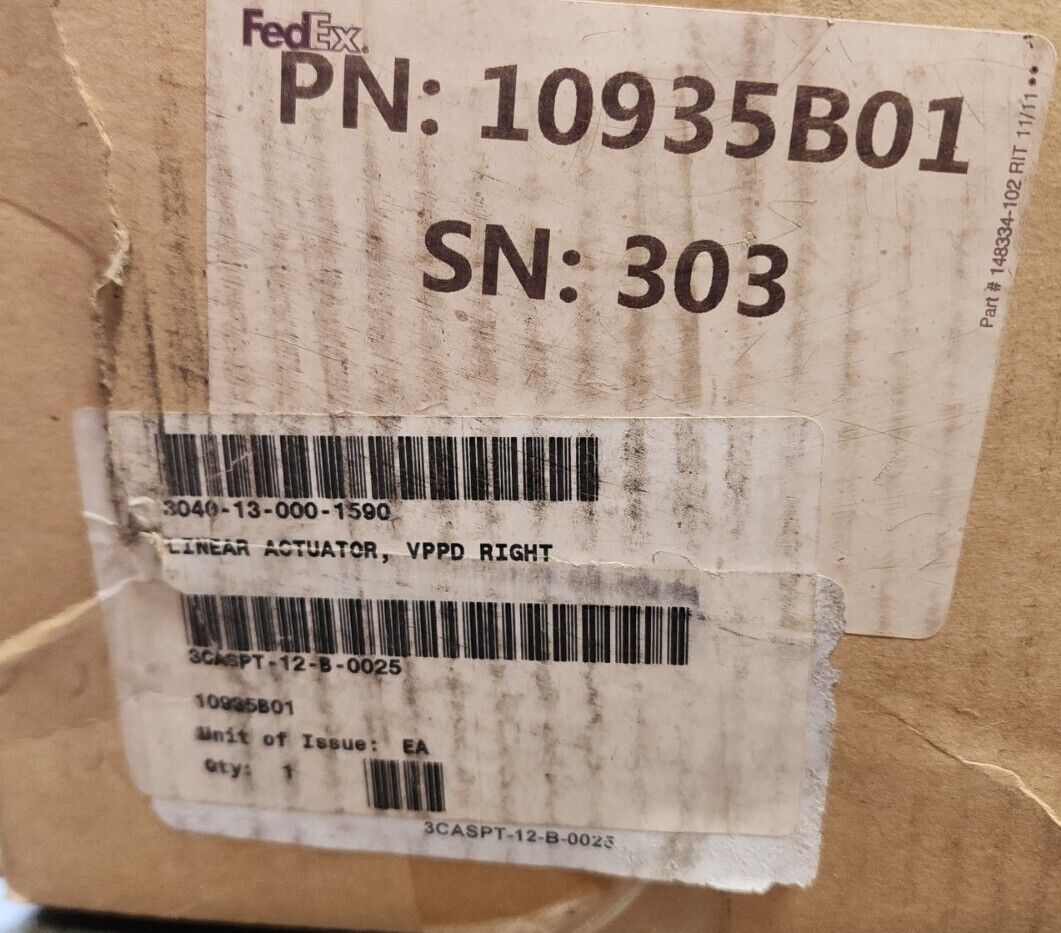 FedEx
PN: 10935B01
SN: 303
Part # 148334-102 RIT 11/11
3040-13-000-1590
LINEAR ACTUATOR, VPPD RIGHT
3CASPT-12-B-0025
10935B01
Unit of Issue: EA
Qty: 1
3CASPT-12-B-0025